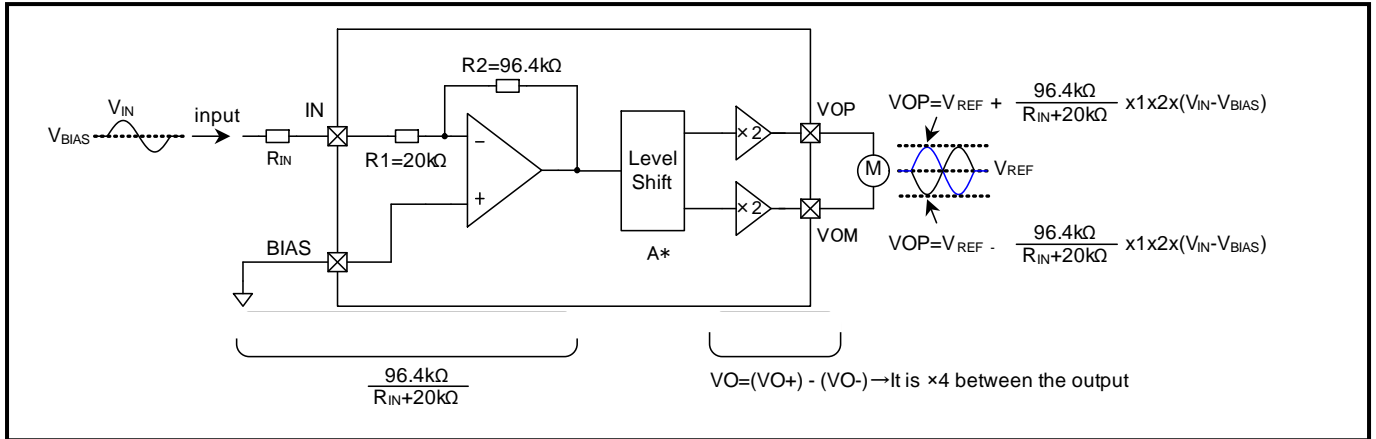 R2=96.4kΩ
VIN
VBIAS
input
RIN
IN
R1=20kΩ
−
+
BIAS
Level
Shift
A*
×2
×2
VOP
VOM
M
VOP=VREF + 96.4kΩ/RIN+20kΩ x1x2x(VIN-VBIAS)
VREF
VOP=VREF - 96.4kΩ/RIN+20kΩ x1x2x(VIN-VBIAS)
96.4kΩ
RIN+20kΩ
VO=(VO+) - (VO-)→It is ×4 between the output